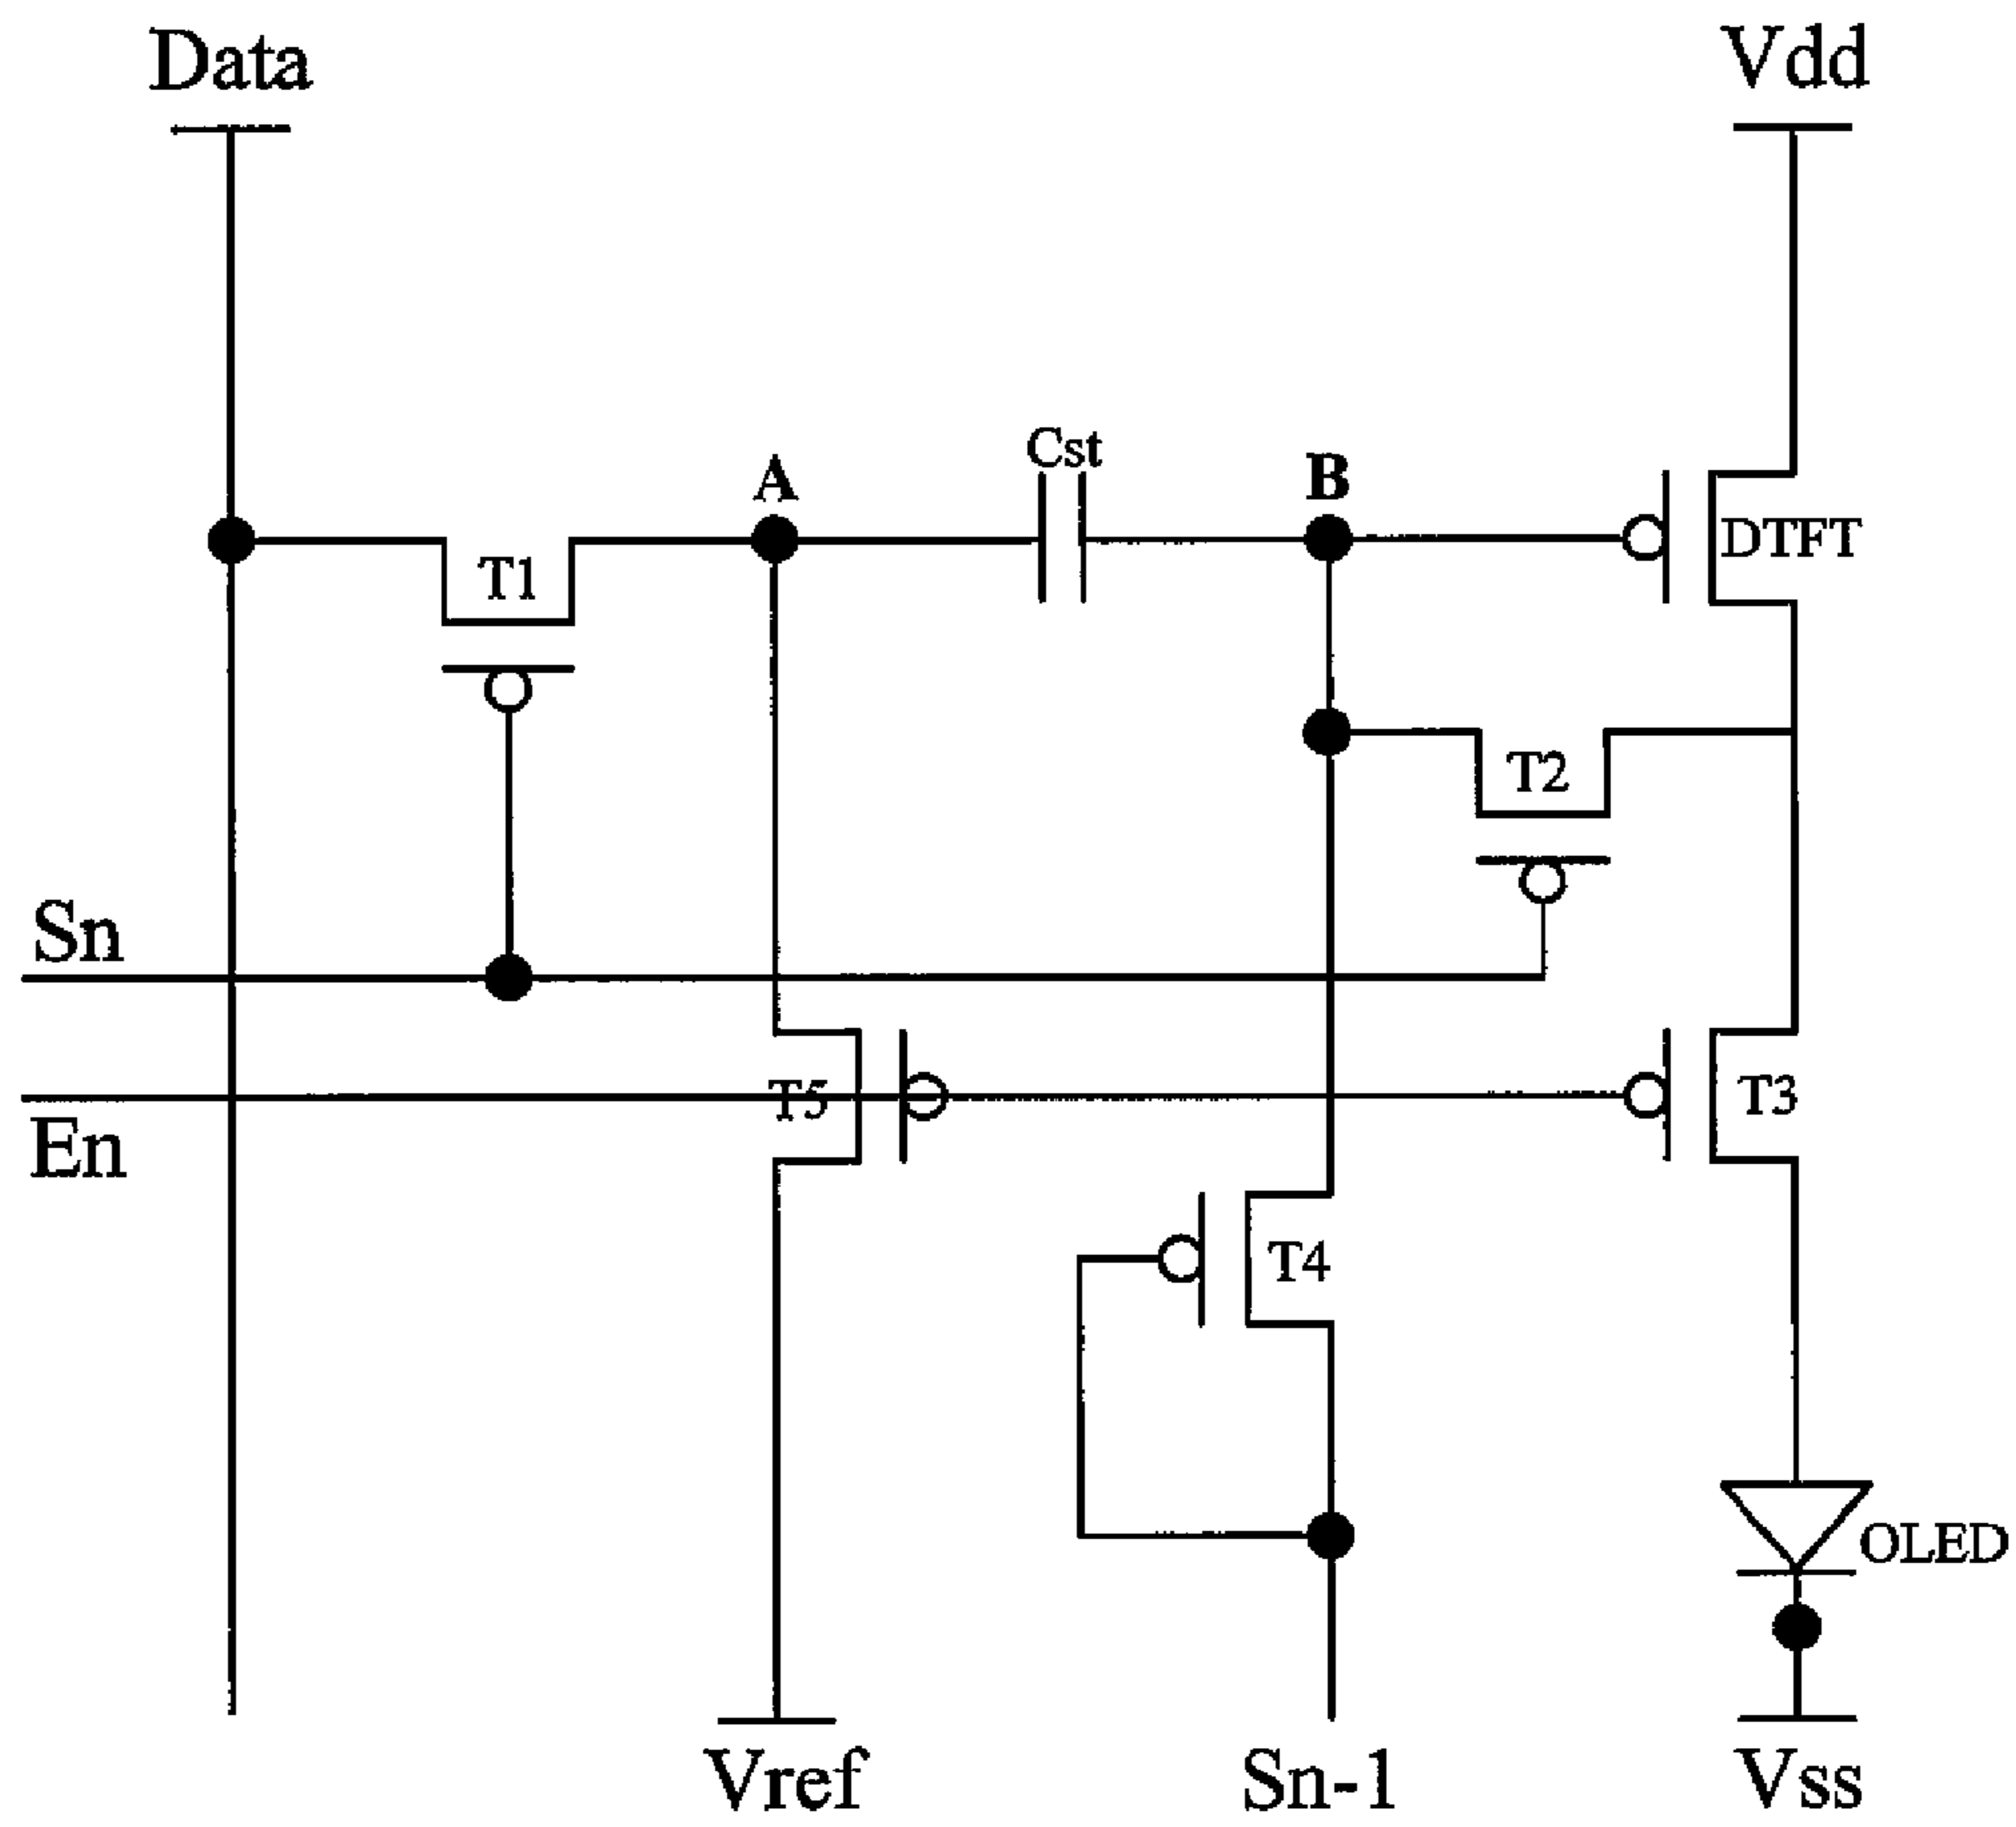 Data
Vdd
Cst
A
B
DTFT
T1
T2
Sn
T5
T3
En
T4
OLED
Vref
Sn-1
Vss